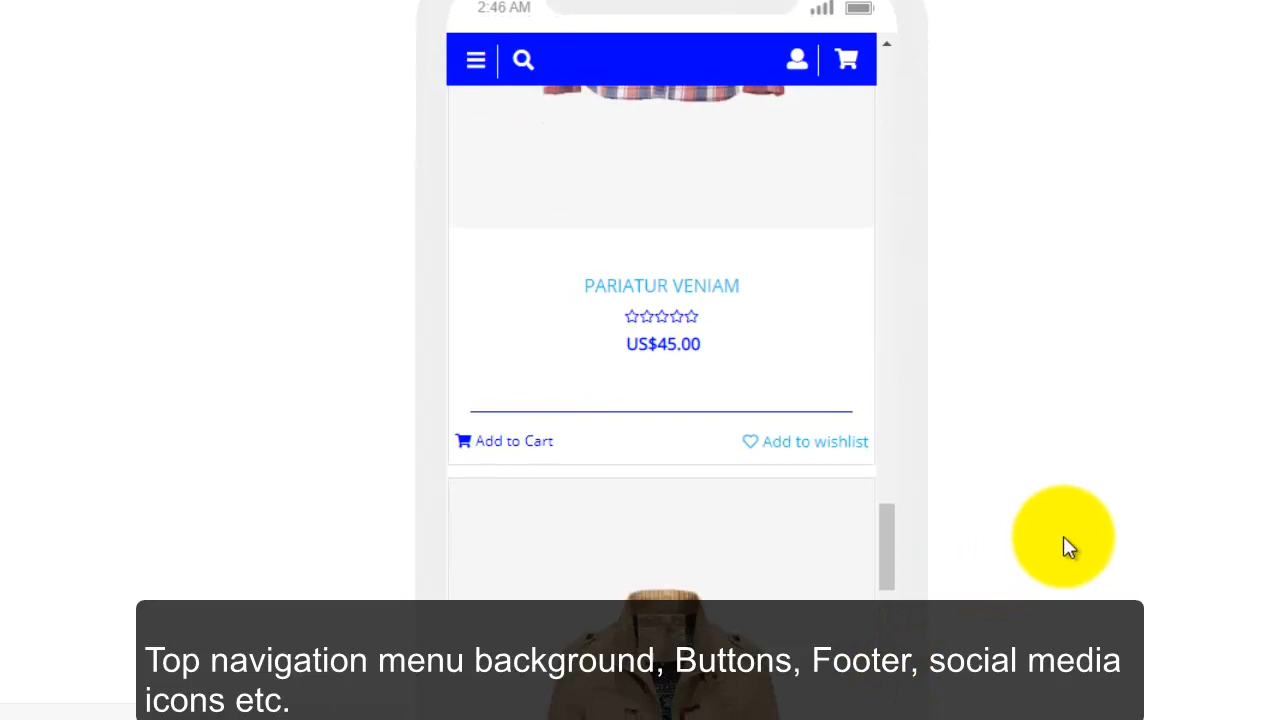 2:46 AM
PARIATUR VENIAM
US$45.00
Add to Cart
Add to wishlist
Top navigation menu background, Buttons, Footer, social media
icons etc.